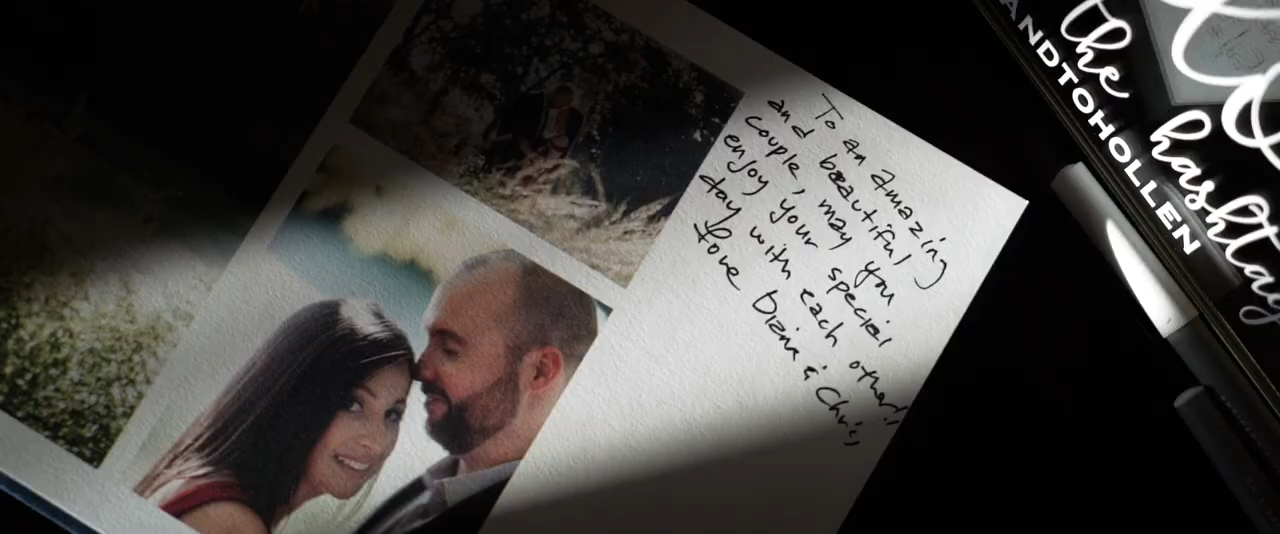 To an amazing
and beautiful
couple, may you
enjoy your special
day with each other!!
Love Diana & Chris
the hashtag
ANDTOHOLLEN